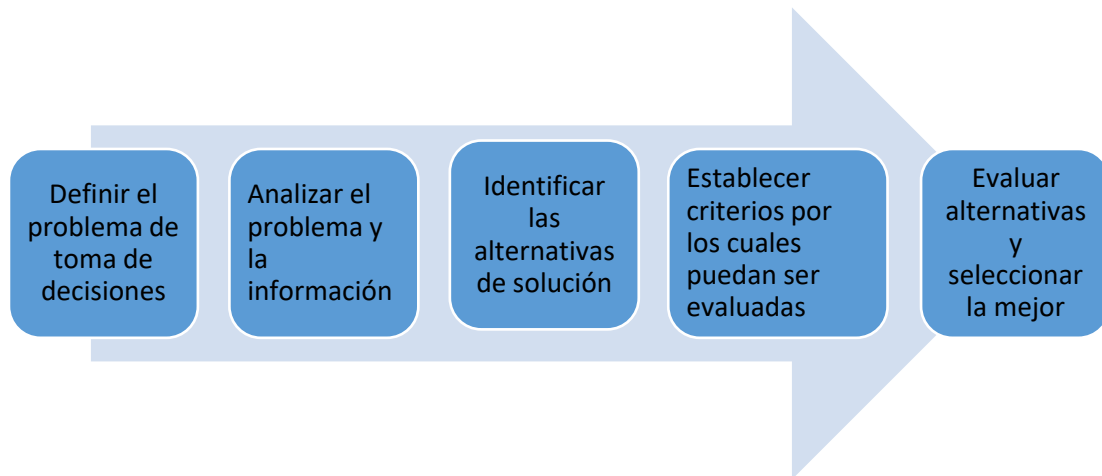 Definir el
problema de
toma de
decisiones
Analizar el
problema y
la
información
Identificar
las
alternativas
de solución
Establecer
criterios por
los cuales
puedan ser
evaluadas
Evaluar
alternativas
y
seleccionar
la mejor